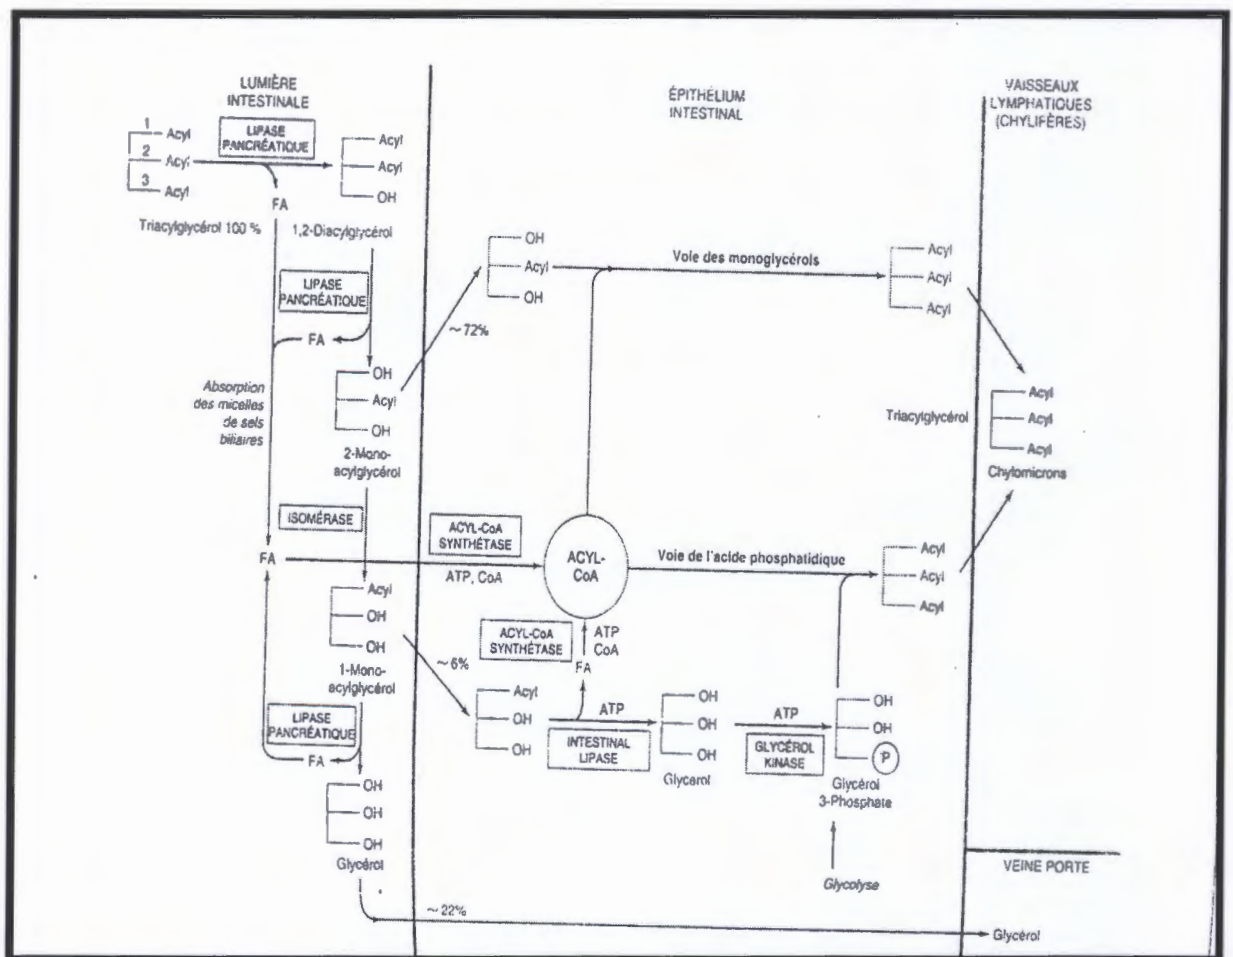 LUMIÈRE
INTESTINALE
1
Acyl
2
Acyl
3
Acyl
LIPASE
PANCRÉATIQUE
Acyl
Acyl
OH
FA
Triacylglycérol 100 %
1,2-Diacylglycérol
LIPASE
PANCRÉATIQUE
FA
Absorption
des micelles
de sels
biliaires
OH
Acyl
OH
2-Mono-
acylglycérol
ISOMÉRASE
FA
Acyl
OH
OH
1-Mono-
acylglycérol
LIPASE
PANCRÉATIQUE
FA
OH
OH
OH
Glycérol
ÉPITHÉLIUM
INTESTINAL
~72%
OH
Acyl
OH
Voie des monoglycérols
Acyl
Acyl
Acyl
ACYL-CoA
SYNTHÉTASE
ATP, CoA
ACYL-
CoA
Voie de l'acide phosphatidique
Acyl
Acyl
Acyl
ACYL-CoA
SYNTHÉTASE
ATP
CoA
FA
~6%
Acyl
OH
OH
ATP
INTESTINAL
LIPASE
OH
OH
OH
Glycerol
ATP
GLYCÉROL
KINASE
OH
OH
P
Glycérol
3-Phosphate
Glycolyse
~22%
VAISSEAUX
LYMPHATIQUES
(CHYLIFÈRES)
Triacylglycérol
Acyl
Acyl
Acyl
Chylomicrons
VEINE PORTE
Glycérol